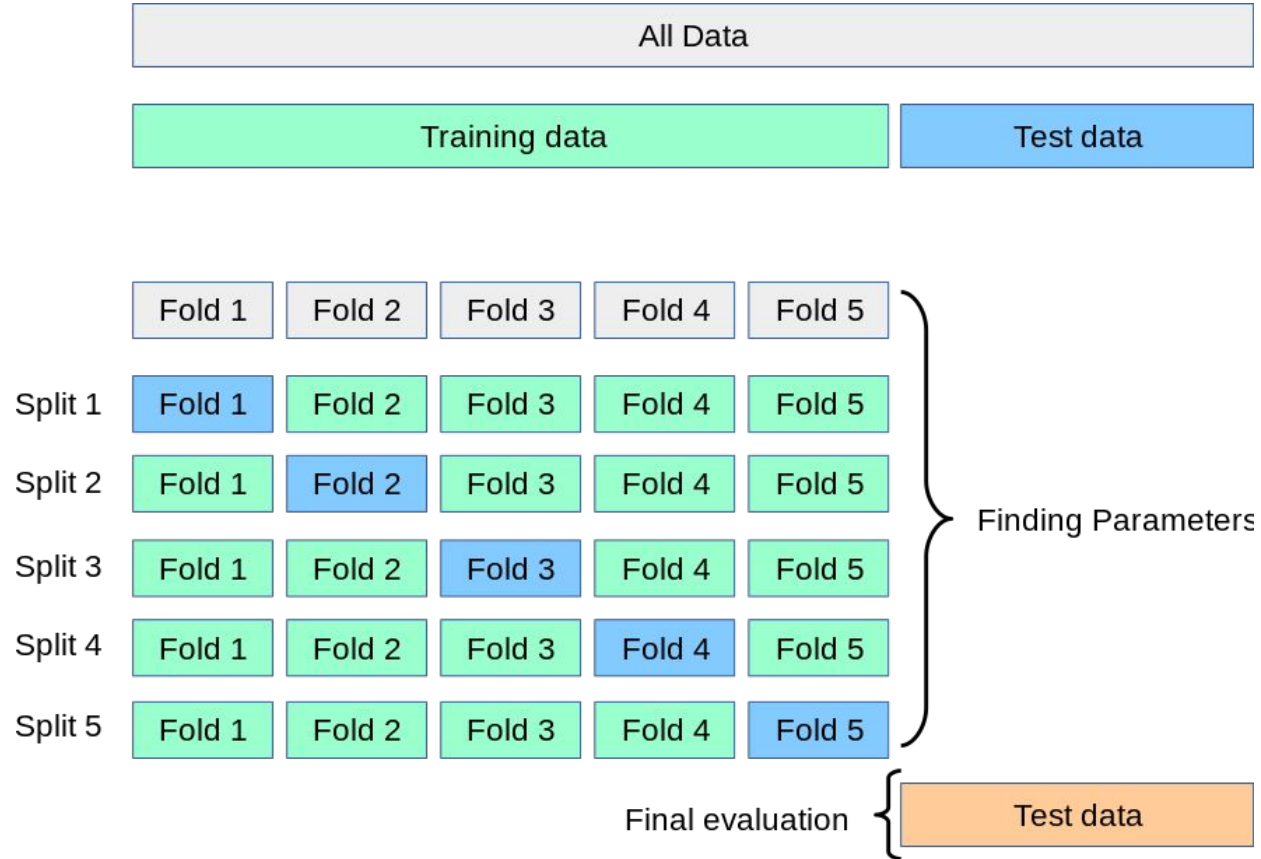 All Data
Training data Test data
Fold 1 Fold 2 Fold 3 Fold 4 Fold 5
Split 1 Fold 1 Fold 2 Fold 3 Fold 4 Fold 5
Split 2 Fold 1 Fold 2 Fold 3 Fold 4 Fold 5
Finding Parameters
Split 3 Fold 1 Fold 2 Fold 3 Fold 4 Fold 5
Split 4 Fold 1 Fold 2 Fold 3 Fold 4 Fold 5
Split 5 Fold 1 Fold 2 Fold 3 Fold 4 Fold 5
Final evaluation Test data